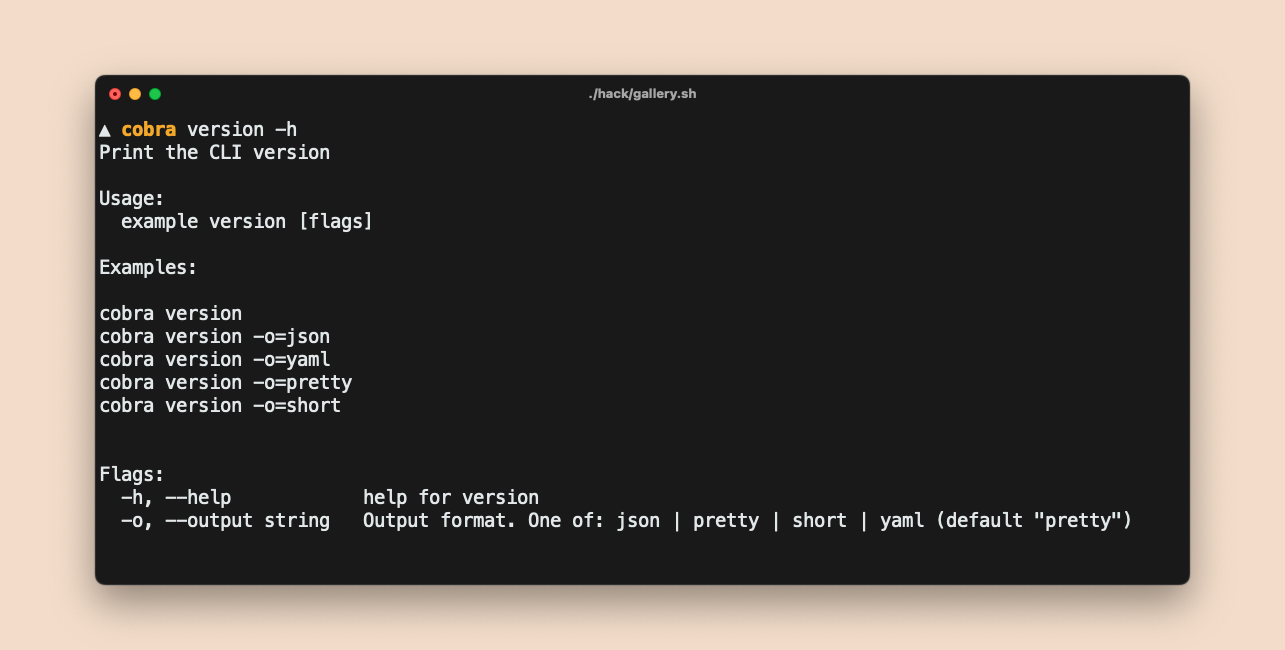 ./hack/gallery.sh
▲ cobra version -h
Print the CLI version
Usage:
  example version [flags]
Examples:
cobra version
cobra version -o=json
cobra version -o=yaml
cobra version -o=pretty
cobra version -o=short
Flags:
  -h, --help            help for version
  -o, --output string   Output format. One of: json | pretty | short | yaml (default "pretty")